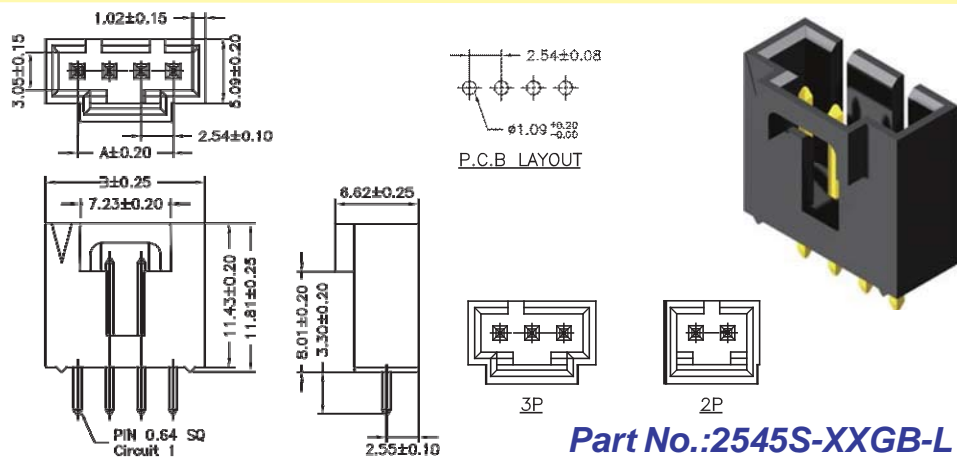 1.02±0.15
3.05±0.15
5.09±0.20
2.54±0.10
A±0.20
2.54±0.08
ø1.09 +0.20 -0.00
P.C.B LAYOUT
B±0.25
7.23±0.20
11.43±0.20
11.81±0.25
PIN 0.64 SQ
Circuit 1
6.62±0.25
8.01±0.20
3.30±0.20
2.55±0.10
3P
2P
Part No.:2545S-XXGB-L